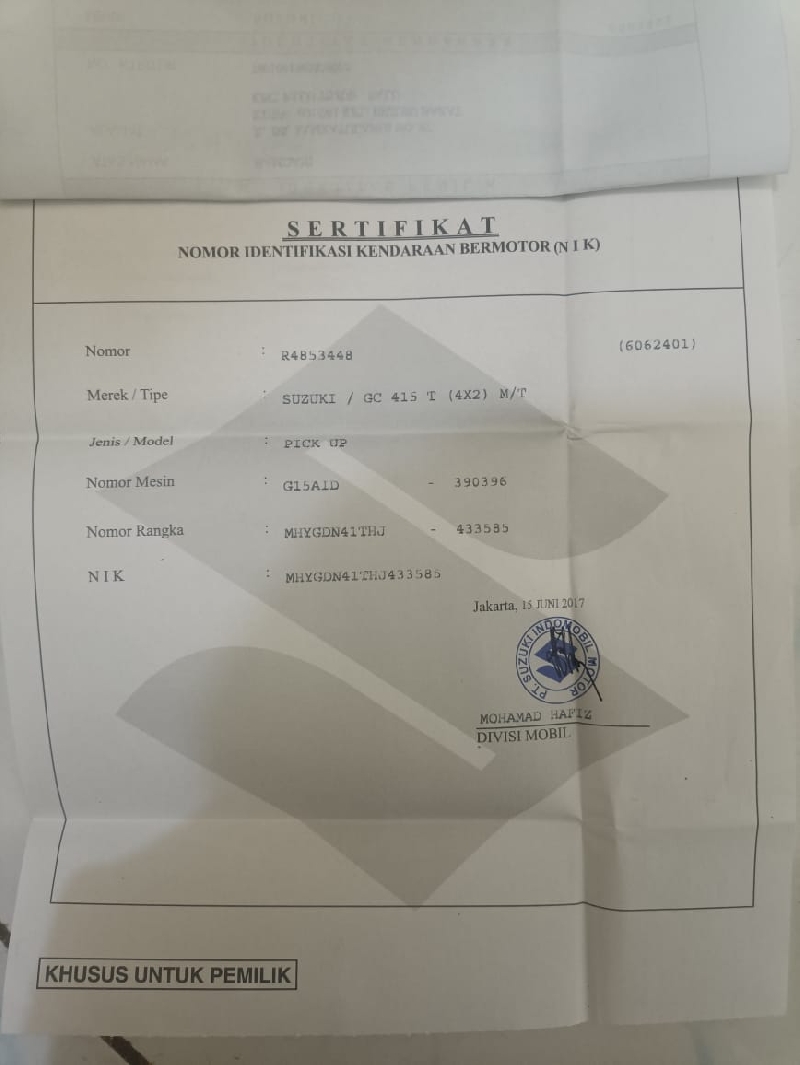 SERTIFIKAT
NOMOR IDENTIFIKASI KENDARAAN BERMOTOR (N I K)
Nomor : R4853448 (6062401)
Merek / Tipe : SUZUKI / GC 415 T (4X2) M/T
Jenis / Model : PICK UP
Nomor Mesin : G15AID - 390396
Nomor Rangka : MHYGDN41THJ - 433585
N I K : MHYGDN41THJ433585
Jakarta, 15 JUNI 2017
PT. SUZUKI INDOMOBIL MOTOR
MOHAMAD HAFIZ
DIVISI MOBIL
KHUSUS UNTUK PEMILIK